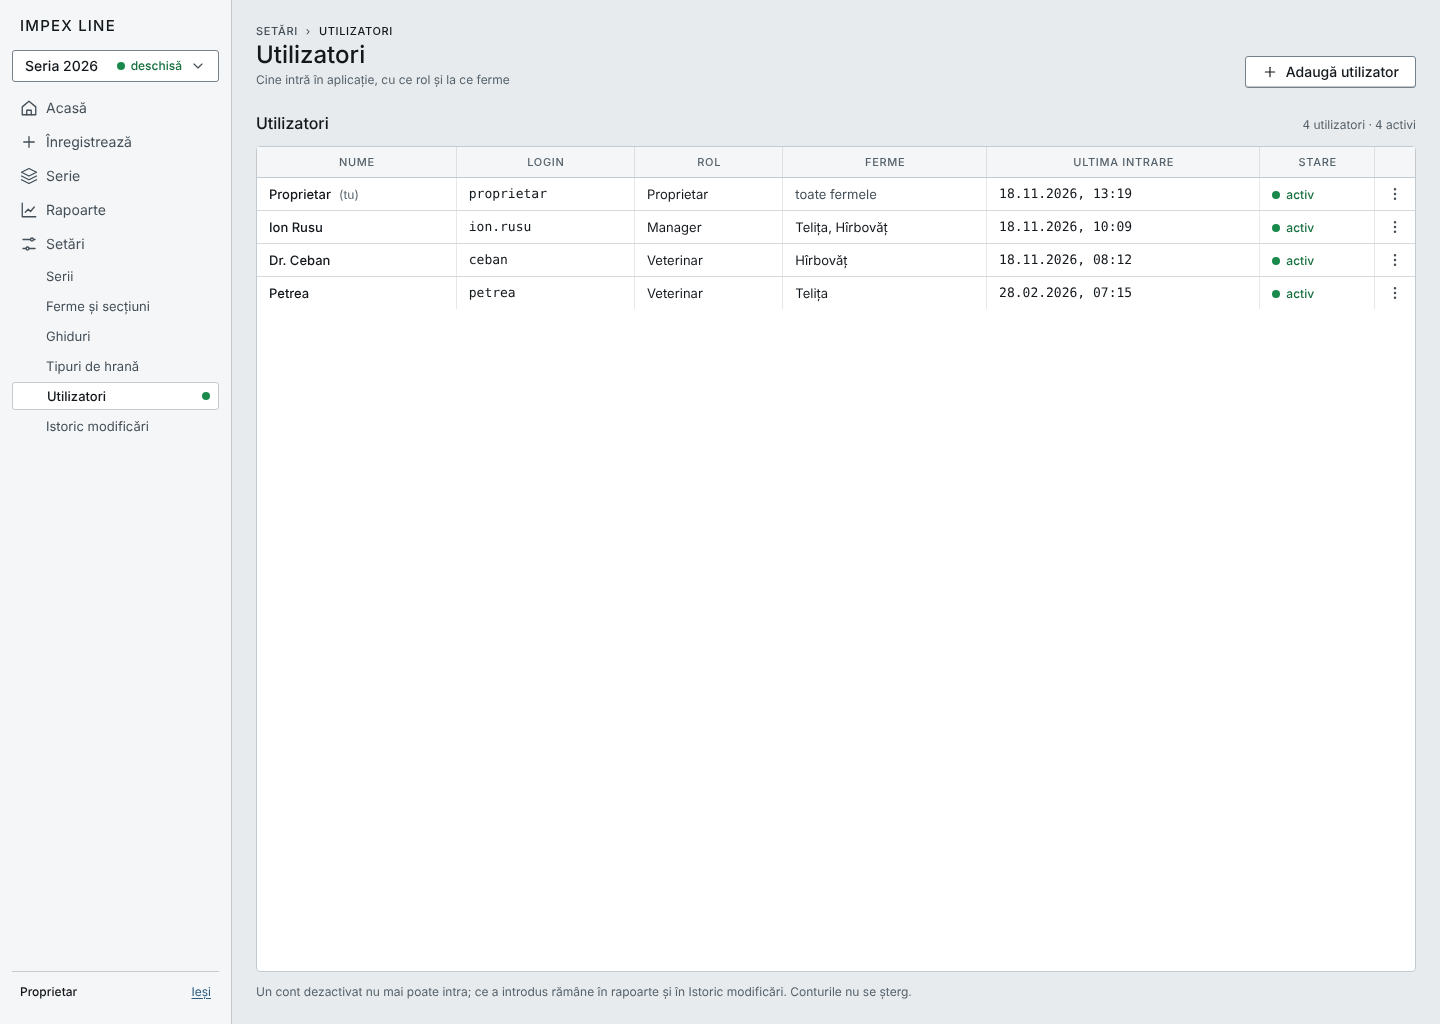 IMPEX LINE
Seria 2026 deschisă
Acasă
Înregistrează
Serie
Rapoarte
Setări
Serii
Ferme și secțiuni
Ghiduri
Tipuri de hrană
Utilizatori
Istoric modificări
Proprietar Ieși
SETĂRI › UTILIZATORI
Utilizatori
Cine intră în aplicație, cu ce rol și la ce ferme
+ Adaugă utilizator
Utilizatori 4 utilizatori · 4 activi
NUME LOGIN ROL FERME ULTIMA INTRARE STARE
Proprietar (tu) proprietar Proprietar toate fermele 18.11.2026, 13:19 activ
Ion Rusu ion.rusu Manager Telița, Hîrbovăț 18.11.2026, 10:09 activ
Dr. Ceban ceban Veterinar Hîrbovăț 18.11.2026, 08:12 activ
Petrea petrea Veterinar Telița 28.02.2026, 07:15 activ
Un cont dezactivat nu mai poate intra; ce a introdus rămâne în rapoarte și în Istoric modificări. Conturile nu se șterg.